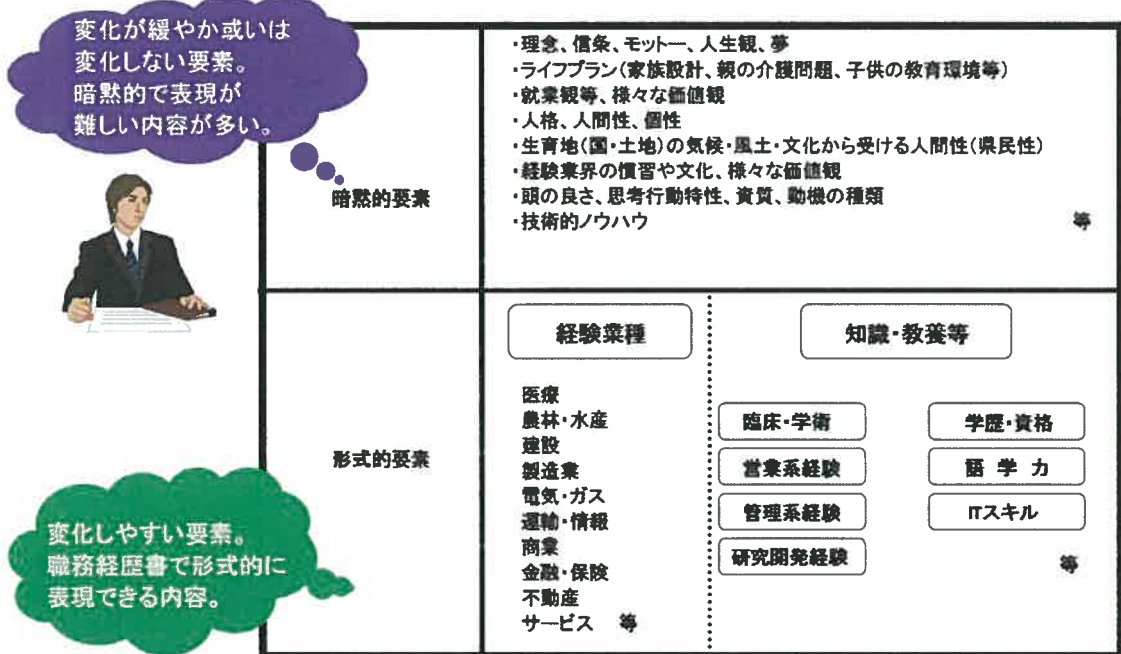 変化が緩やか或いは
変化しない要素。
暗黙的で表現が
難しい内容が多い。
暗黙的要素
・理念、信条、モットー、人生観、夢
・ライフプラン(家族設計、親の介護問題、子供の教育環境等)
・就業観等、様々な価値観
・人格、人間性、個性
・生育地(国・土地)の気候・風土・文化から受ける人間性(県民性)
・経験業界の慣習や文化、様々な価値観
・頭の良さ、思考行動特性、資質、動機の種類
・技術的ノウハウ 等
変化しやすい要素。
職務経歴書で形式的に
表現できる内容。
形式的要素
経験業種
医療
農林・水産
建設
製造業
電気・ガス
運輸・情報
商業
金融・保険
不動産
サービス 等
知識・教養等
臨床・学術
営業系経験
管理系経験
研究開発経験
学歴・資格
語 学 力
ITスキル
等